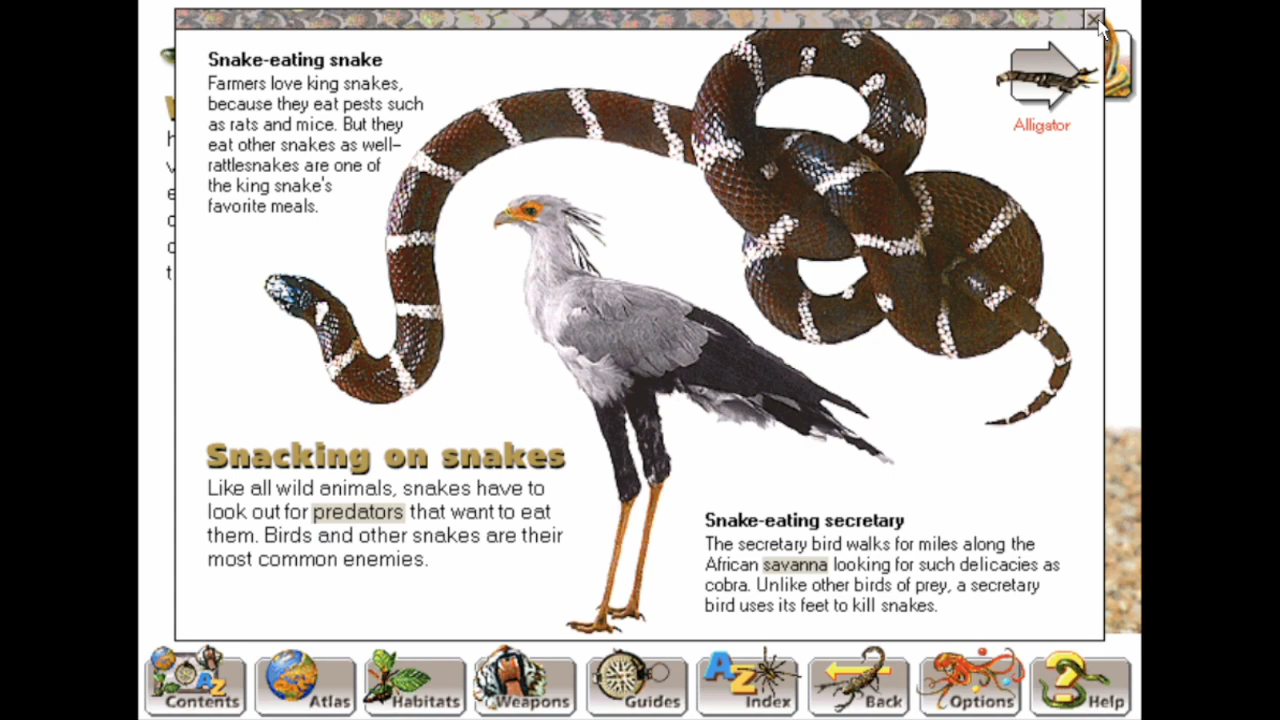 Snake-eating snake
Farmers love king snakes,
because they eat pests such
as rats and mice. But they
eat other snakes as well–
rattlesnakes are one of
the king snake's
favorite meals.
Alligator
Snacking on snakes
Like all wild animals, snakes have to
look out for predators that want to eat
them. Birds and other snakes are their
most common enemies.
Snake-eating secretary
The secretary bird walks for miles along the
African savanna looking for such delicacies as
cobra. Unlike other birds of prey, a secretary
bird uses its feet to kill snakes.
Contents
Atlas
Habitats
Weapons
Guides
AZ
Index
Back
Options
Help